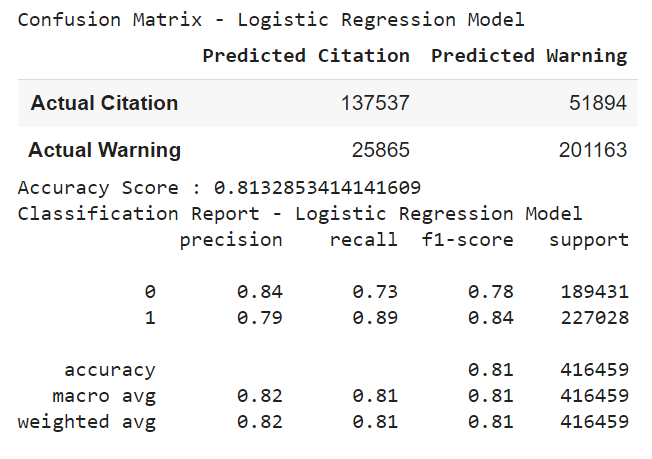 Confusion Matrix - Logistic Regression Model
Predicted Citation Predicted Warning
Actual Citation 137537 51894
Actual Warning 25865 201163
Accuracy Score : 0.8132853414141609
Classification Report - Logistic Regression Model
precision recall f1-score support
0 0.84 0.73 0.78 189431
1 0.79 0.89 0.84 227028
accuracy 0.81 416459
macro avg 0.82 0.81 0.81 416459
weighted avg 0.82 0.81 0.81 416459